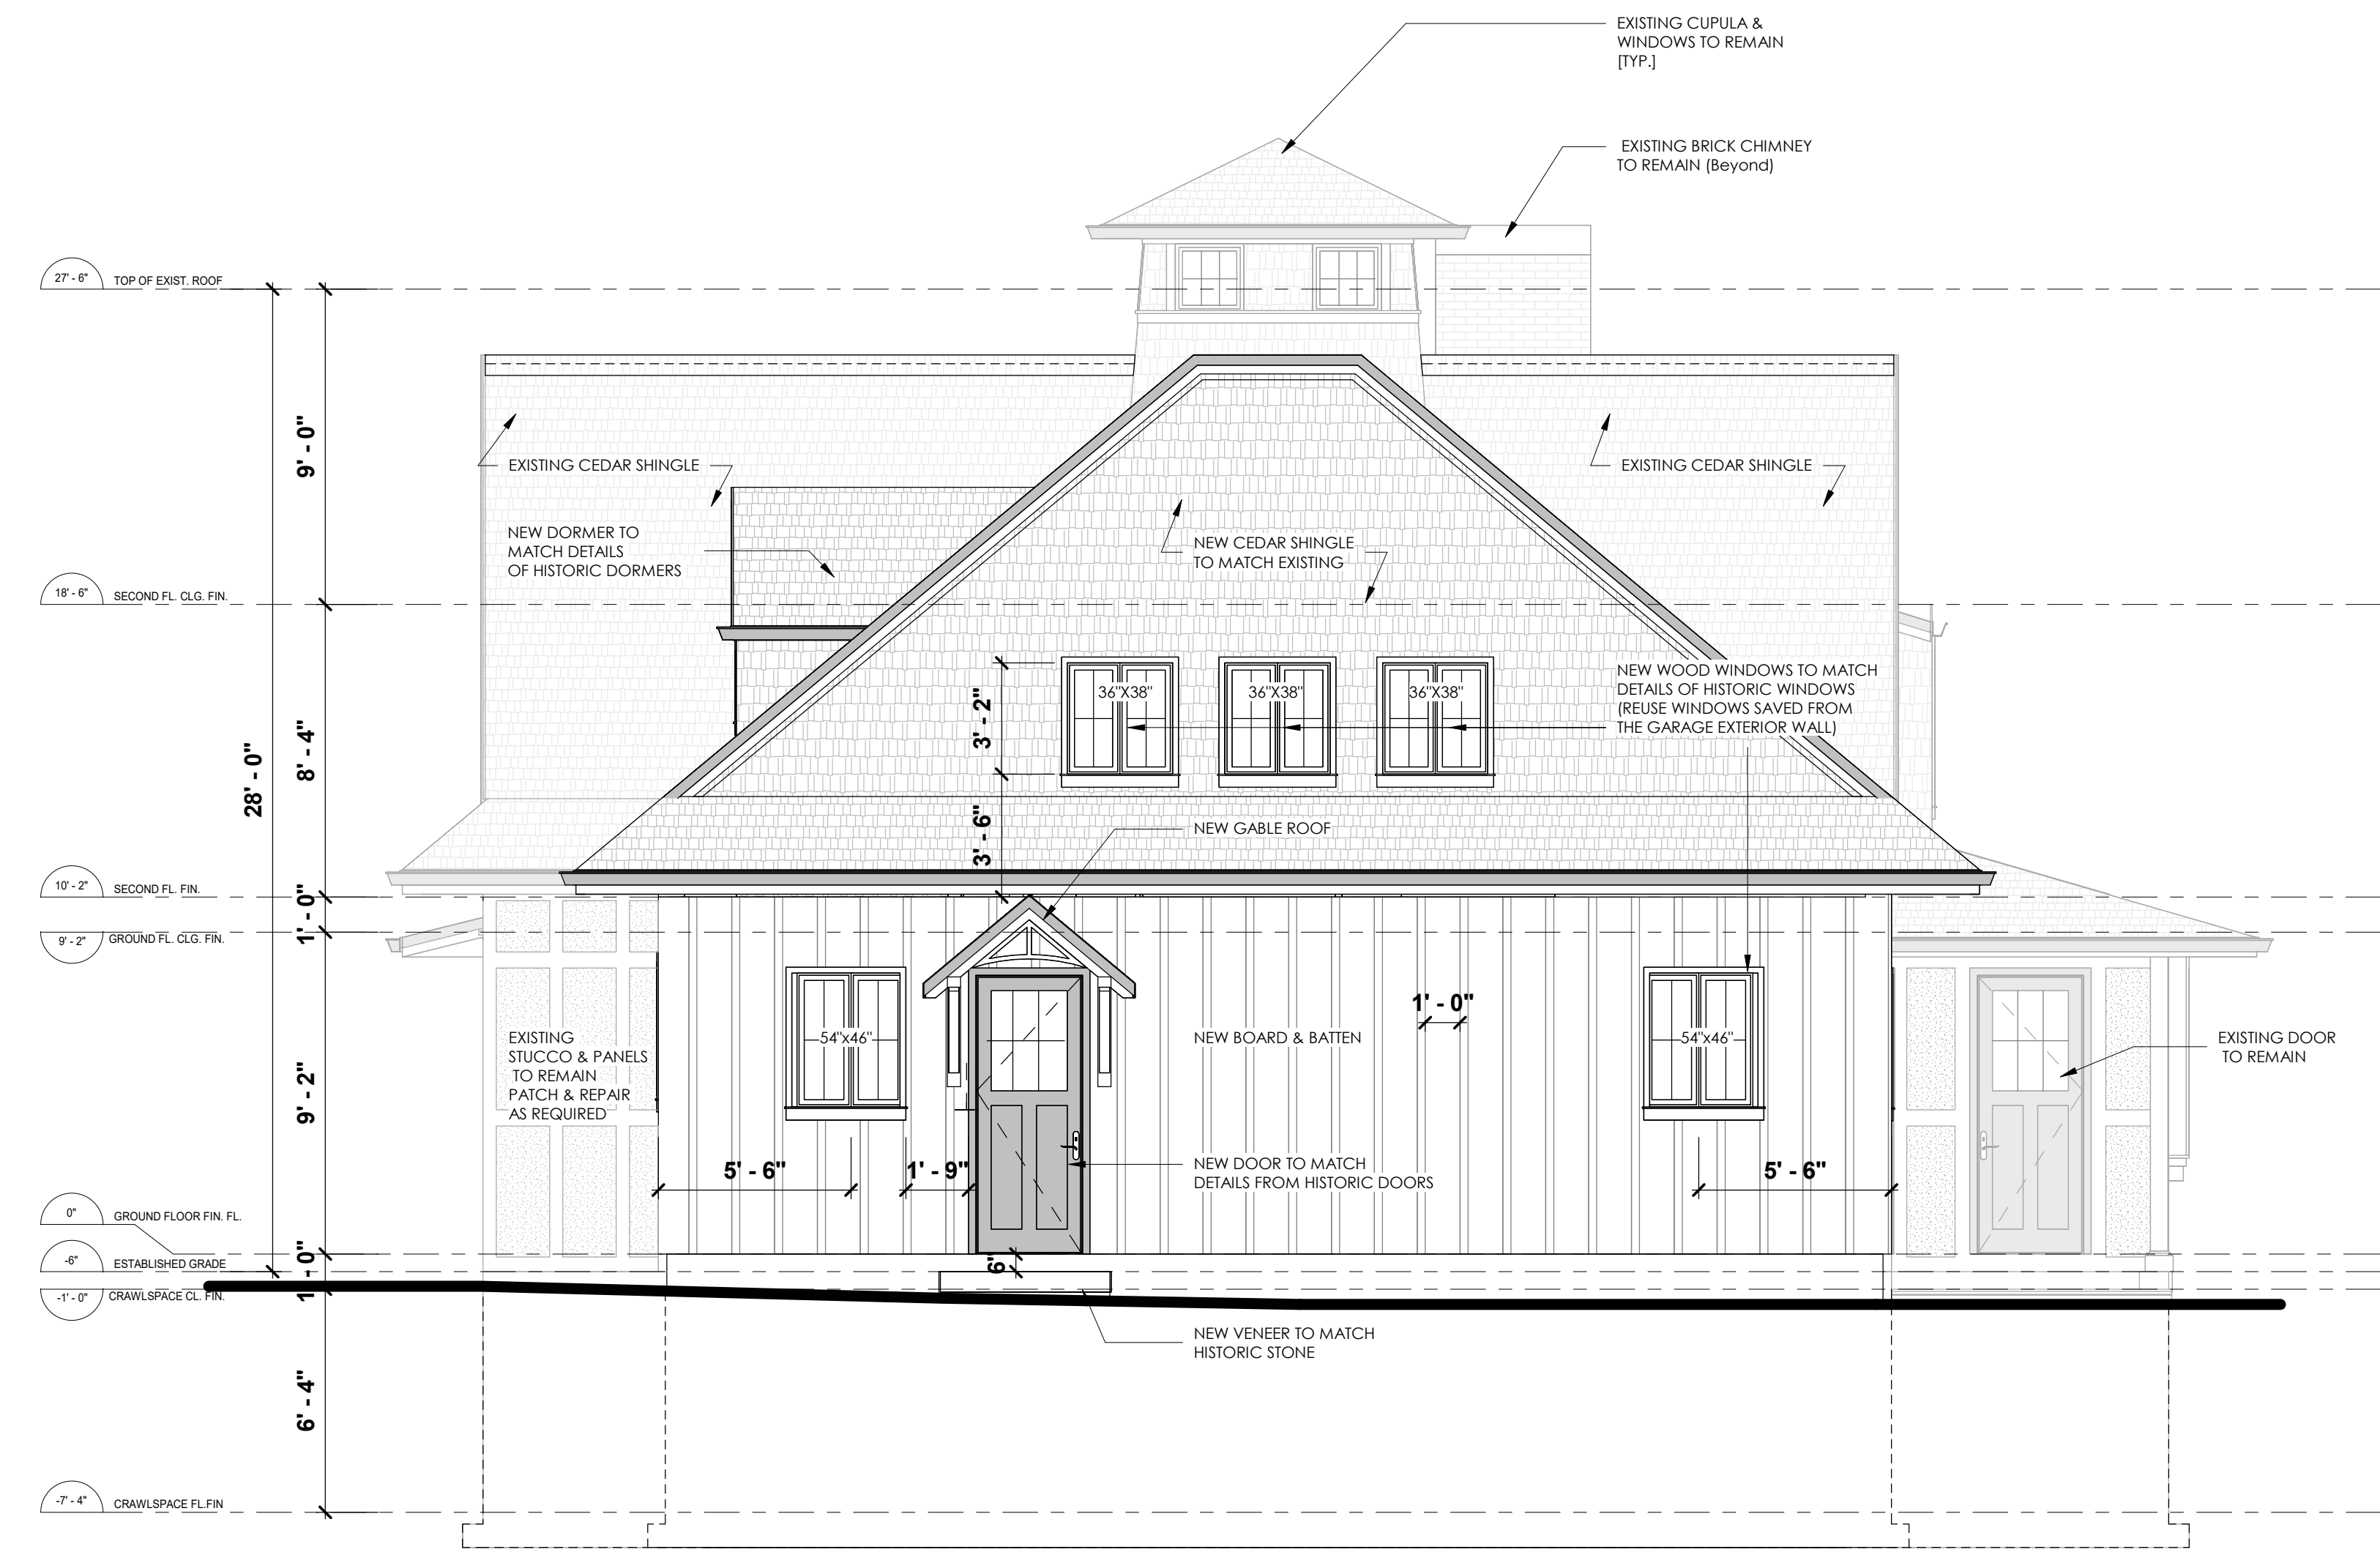 EXISTING CUPULA &
WINDOWS TO REMAIN
[TYP.]
EXISTING BRICK CHIMNEY
TO REMAIN (Beyond)
27' - 6"
TOP OF EXIST. ROOF
9' - 0"
EXISTING CEDAR SHINGLE
EXISTING CEDAR SHINGLE
NEW DORMER TO
MATCH DETAILS
OF HISTORIC DORMERS
NEW CEDAR SHINGLE
TO MATCH EXISTING
18' - 6"
SECOND FL. CLG. FIN.
36"X38"
36"X38"
36"X38"
NEW WOOD WINDOWS TO MATCH
DETAILS OF HISTORIC WINDOWS
(REUSE WINDOWS SAVED FROM
THE GARAGE EXTERIOR WALL)
3' - 2"
8' - 4"
28' - 0"
3' - 6"
NEW GABLE ROOF
10' - 2"
SECOND FL. FIN.
1' - 0"
9' - 2"
GROUND FL. CLG. FIN.
1' - 0"
54"x46"
54"x46"
NEW BOARD & BATTEN
EXISTING
STUCCO & PANELS
TO REMAIN
PATCH & REPAIR
AS REQUIRED
EXISTING DOOR
TO REMAIN
9' - 2"
5' - 6"
1' - 9"
NEW DOOR TO MATCH
DETAILS FROM HISTORIC DOORS
5' - 6"
0"
GROUND FLOOR FIN. FL.
-6"
ESTABLISHED GRADE
1' - 0"
6"
-1' - 0"
CRAWLSPACE CL. FIN.
NEW VENEER TO MATCH
HISTORIC STONE
6' - 4"
-7' - 4"
CRAWLSPACE FL.FIN